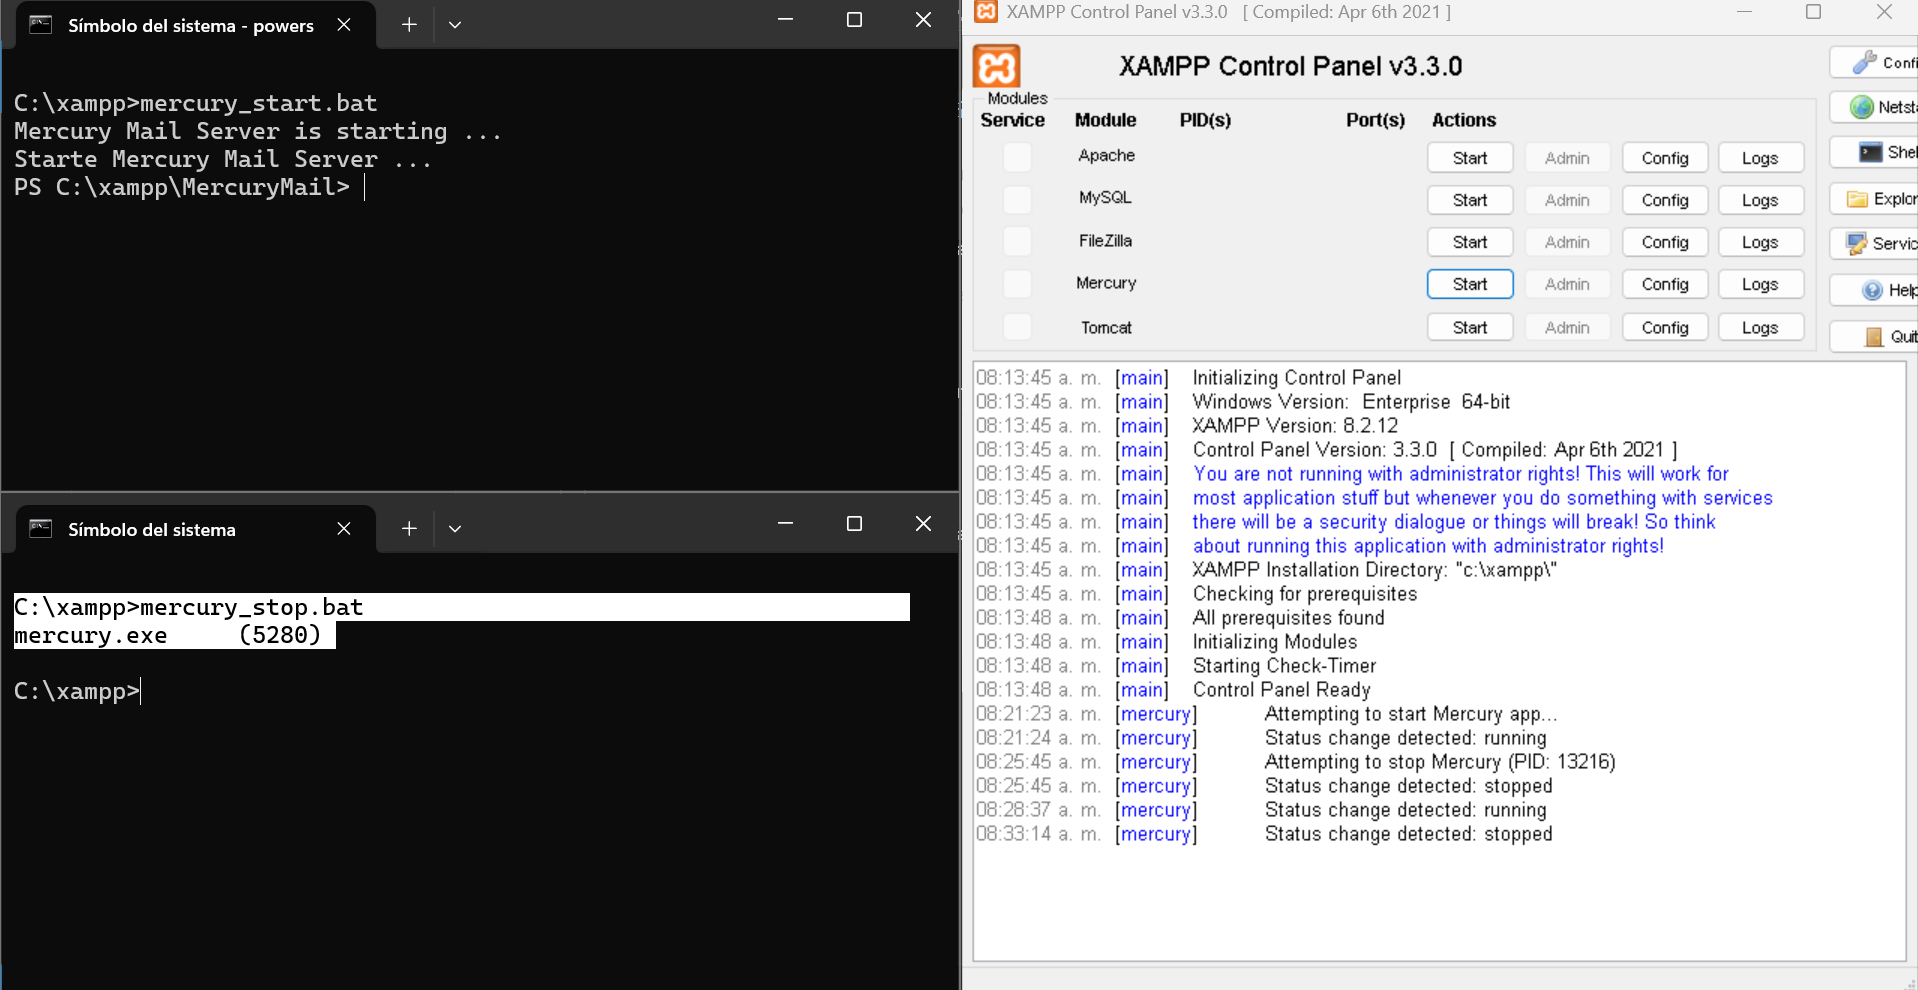 Símbolo del sistema - powers
C:\xampp>mercury_start.bat
Mercury Mail Server is starting ...
Starte Mercury Mail Server ...
PS C:\xampp\MercuryMail>
Símbolo del sistema
C:\xampp>mercury_stop.bat
mercury.exe     (5280)
C:\xampp>
XAMPP Control Panel v3.3.0   [ Compiled: Apr 6th 2021 ]
XAMPP Control Panel v3.3.0
Modules
Service Module PID(s) Port(s) Actions
Apache Start Admin Config Logs
MySQL Start Admin Config Logs
FileZilla Start Admin Config Logs
Mercury Start Admin Config Logs
Tomcat Start Admin Config Logs
Confi
Netsta
Shel
Explor
Servic
Help
Quit
08:13:45 a. m. [main] Initializing Control Panel
08:13:45 a. m. [main] Windows Version:  Enterprise  64-bit
08:13:45 a. m. [main] XAMPP Version: 8.2.12
08:13:45 a. m. [main] Control Panel Version: 3.3.0  [ Compiled: Apr 6th 2021 ]
08:13:45 a. m. [main] You are not running with administrator rights! This will work for
08:13:45 a. m. [main] most application stuff but whenever you do something with services
08:13:45 a. m. [main] there will be a security dialogue or things will break! So think
08:13:45 a. m. [main] about running this application with administrator rights!
08:13:45 a. m. [main] XAMPP Installation Directory: "c:\xampp\"
08:13:45 a. m. [main] Checking for prerequisites
08:13:48 a. m. [main] All prerequisites found
08:13:48 a. m. [main] Initializing Modules
08:13:48 a. m. [main] Starting Check-Timer
08:13:48 a. m. [main] Control Panel Ready
08:21:23 a. m. [mercury] Attempting to start Mercury app...
08:21:24 a. m. [mercury] Status change detected: running
08:25:45 a. m. [mercury] Attempting to stop Mercury (PID: 13216)
08:25:45 a. m. [mercury] Status change detected: stopped
08:28:37 a. m. [mercury] Status change detected: running
08:33:14 a. m. [mercury] Status change detected: stopped